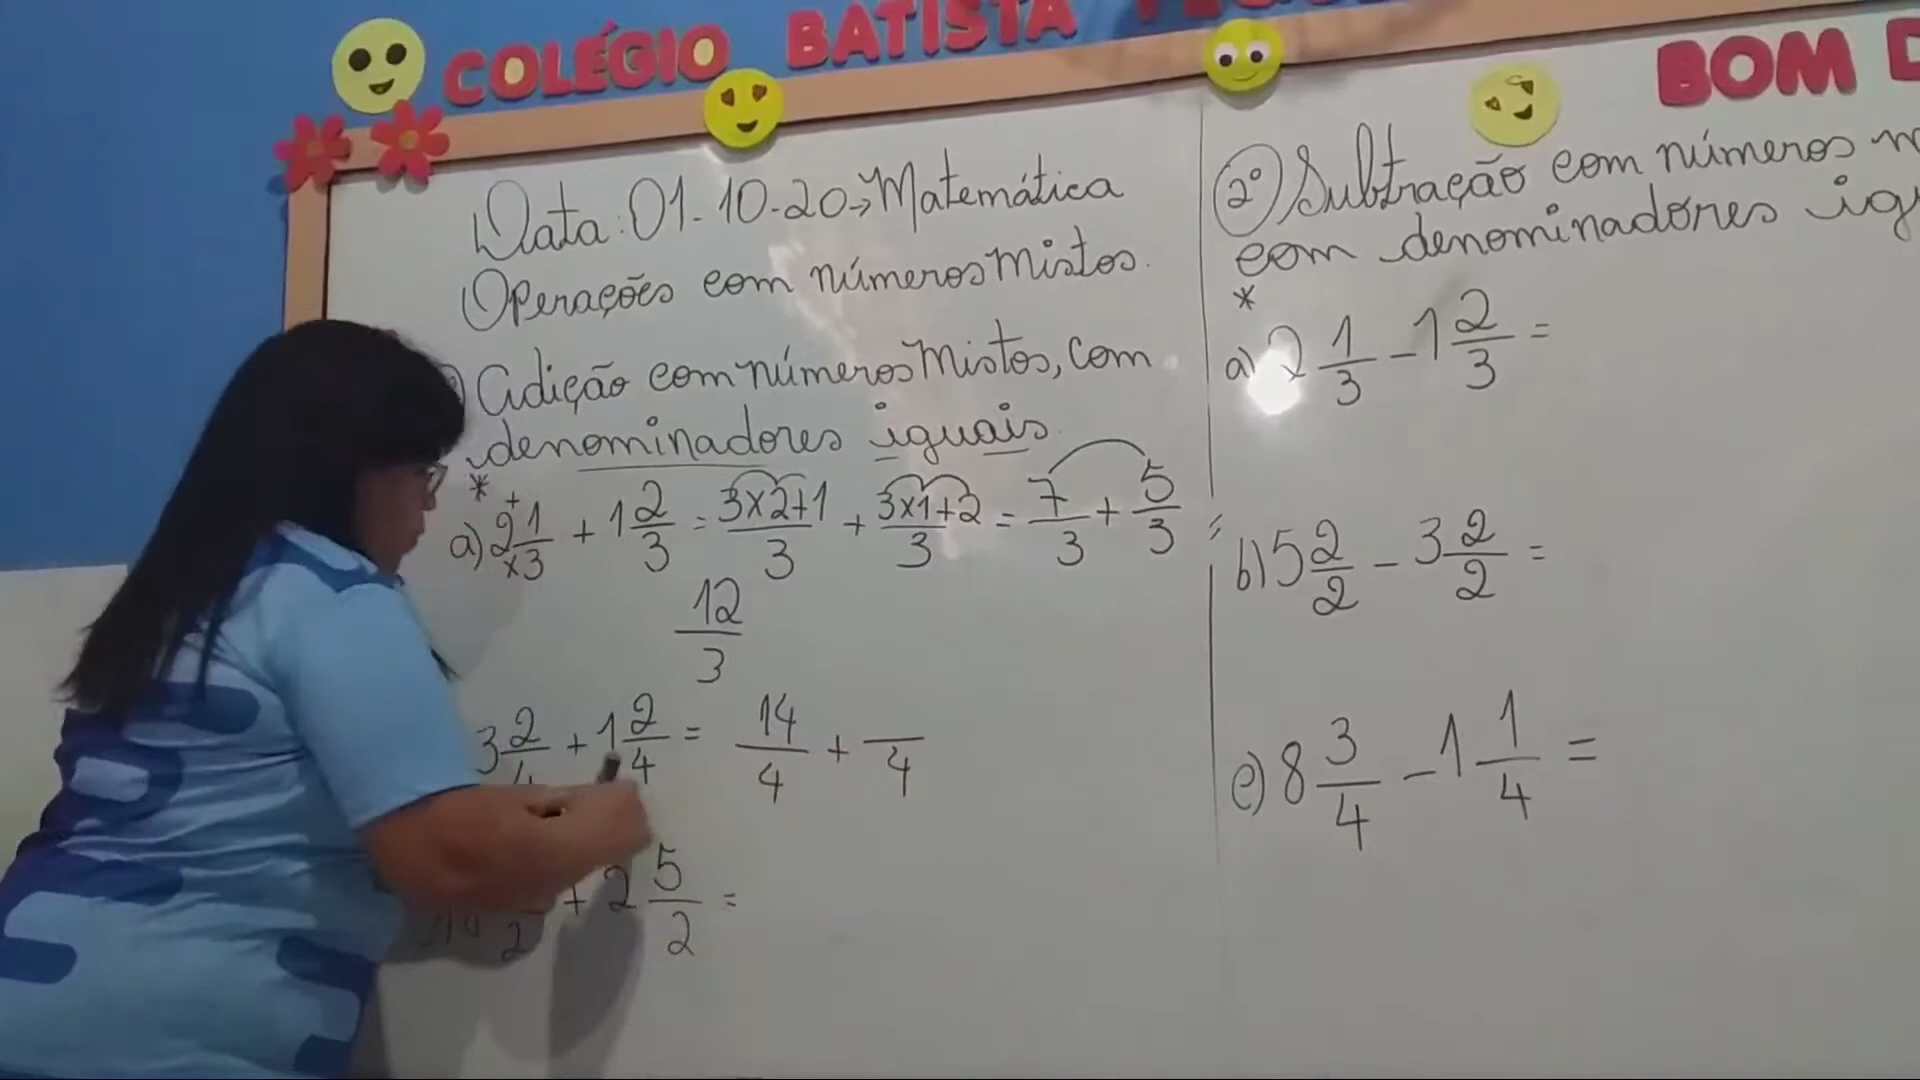 COLÉGIO BATISTA
BOM D
Data: 01-10-20→Matemática
Operações com números Mistos.
Adição com números Mistos, com
denominadores iguais.
*
a) 2 1/3 + 1 2/3 = 3x2+1/3 + 3x1+2/3 = 7/3 + 5/3 =
12/3
3 2/4 + 1 2/4 = 14/4 + /4
/2 + 2 5/2 =
2º) Subtração com números
com denominadores
*
a) 2 1/3 - 1 2/3 =
b) 5 2/2 - 3 2/2 =
c) 8 3/4 - 1 1/4 =